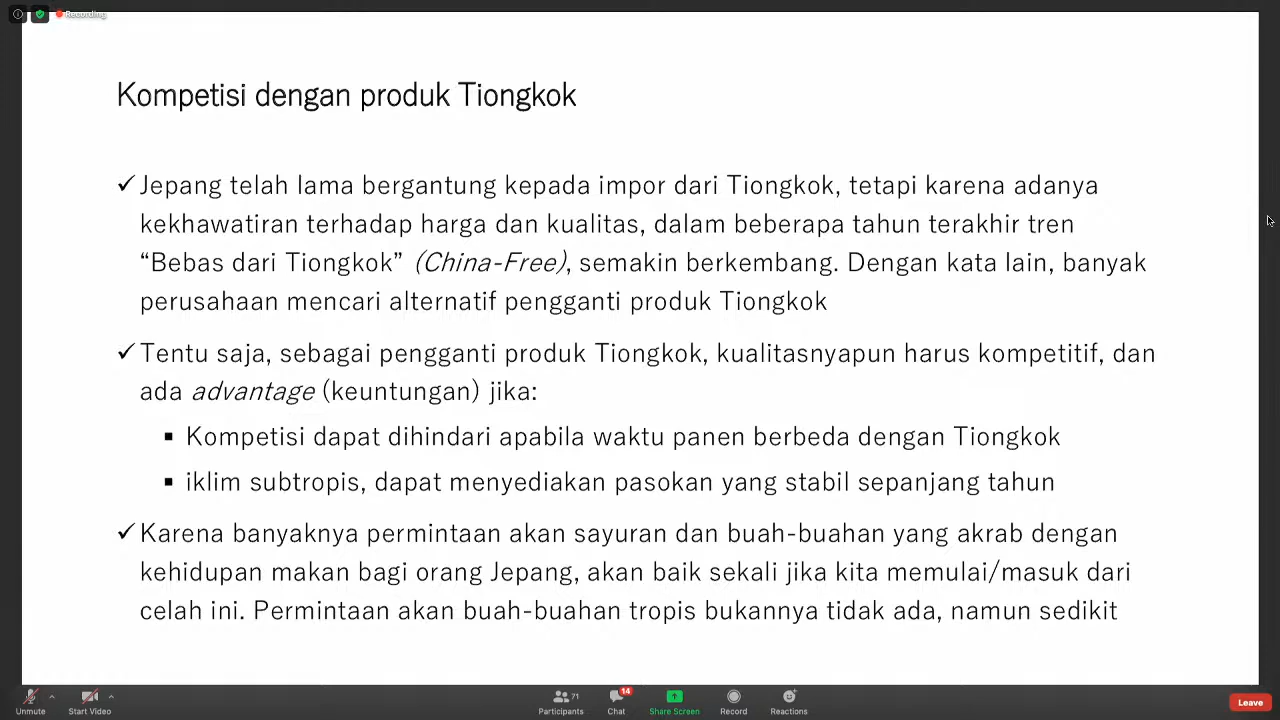 Recording
Kompetisi dengan produk Tiongkok
✓ Jepang telah lama bergantung kepada impor dari Tiongkok, tetapi karena adanya
kekhawatiran terhadap harga dan kualitas, dalam beberapa tahun terakhir tren
“Bebas dari Tiongkok” (China-Free), semakin berkembang. Dengan kata lain, banyak
perusahaan mencari alternatif pengganti produk Tiongkok
✓ Tentu saja, sebagai pengganti produk Tiongkok, kualitasnyapun harus kompetitif, dan
ada advantage (keuntungan) jika:
▪ Kompetisi dapat dihindari apabila waktu panen berbeda dengan Tiongkok
▪ iklim subtropis, dapat menyediakan pasokan yang stabil sepanjang tahun
✓ Karena banyaknya permintaan akan sayuran dan buah-buahan yang akrab dengan
kehidupan makan bagi orang Jepang, akan baik sekali jika kita memulai/masuk dari
celah ini. Permintaan akan buah-buahan tropis bukannya tidak ada, namun sedikit
71
14
Unmute
Start Video
Participants
Chat
Share Screen
Record
Reactions
Leave